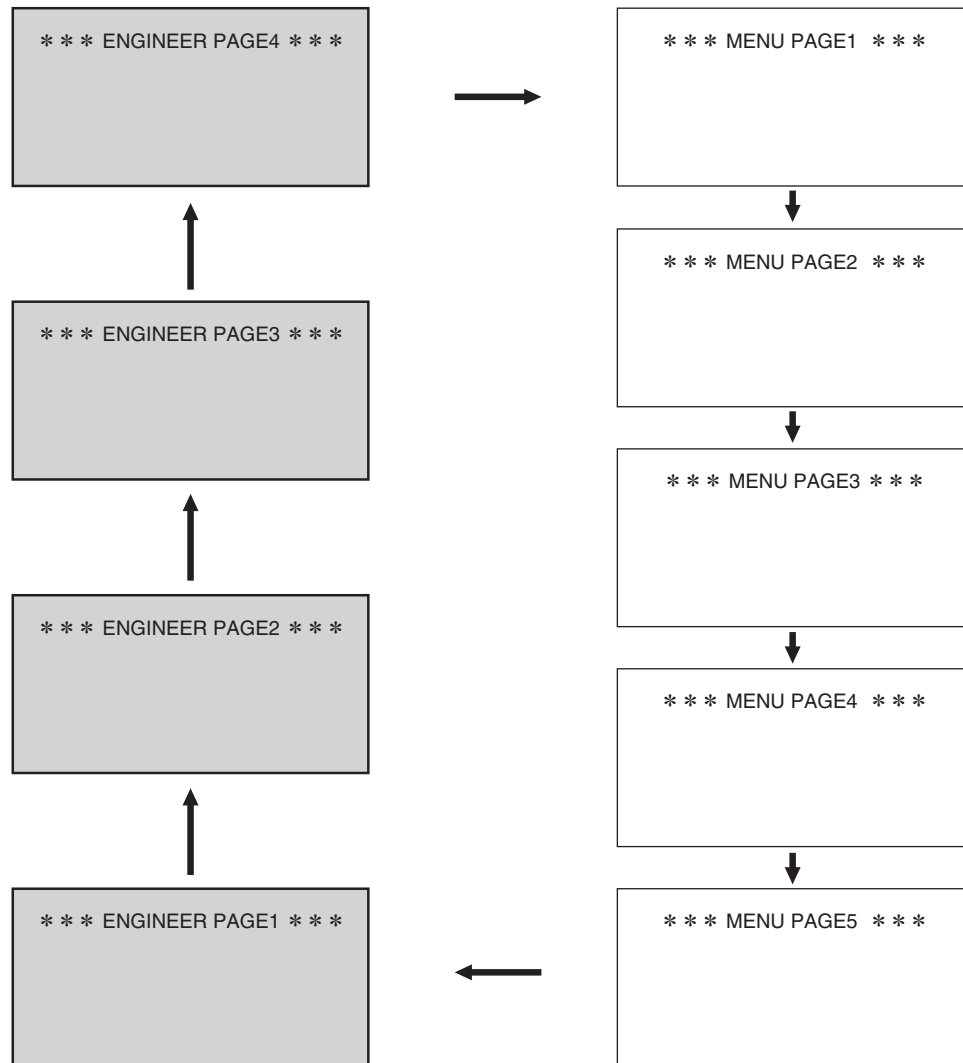 ＊＊＊ ENGINEER PAGE4 ＊＊＊
＊＊＊ MENU PAGE1 ＊＊＊
＊＊＊ MENU PAGE2 ＊＊＊
＊＊＊ ENGINEER PAGE3 ＊＊＊
＊＊＊ MENU PAGE3 ＊＊＊
＊＊＊ ENGINEER PAGE2 ＊＊＊
＊＊＊ MENU PAGE4 ＊＊＊
＊＊＊ ENGINEER PAGE1 ＊＊＊
＊＊＊ MENU PAGE5 ＊＊＊